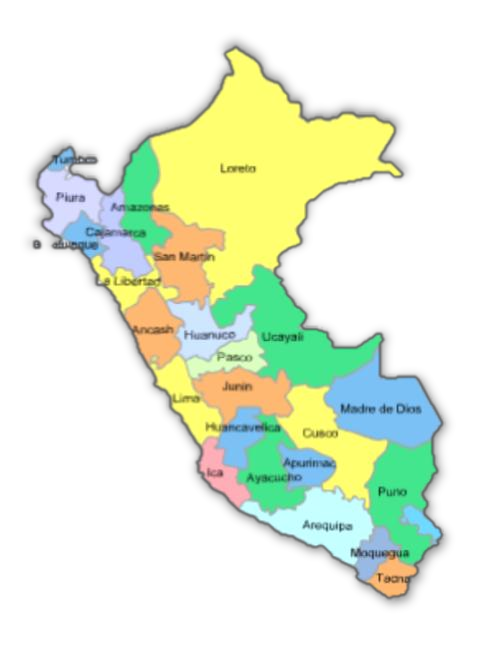 Loreto
Tumbes
Piura
Amazonas
Cajamarca
San Martin
La Libertad
Ancash
Huanuco
Ucayali
Pasco
Junin
Lima
Madre de Dios
Huancavelica
Cusco
Apurimac
Ica
Ayacucho
Puno
Arequipa
Moquegua
Tacna